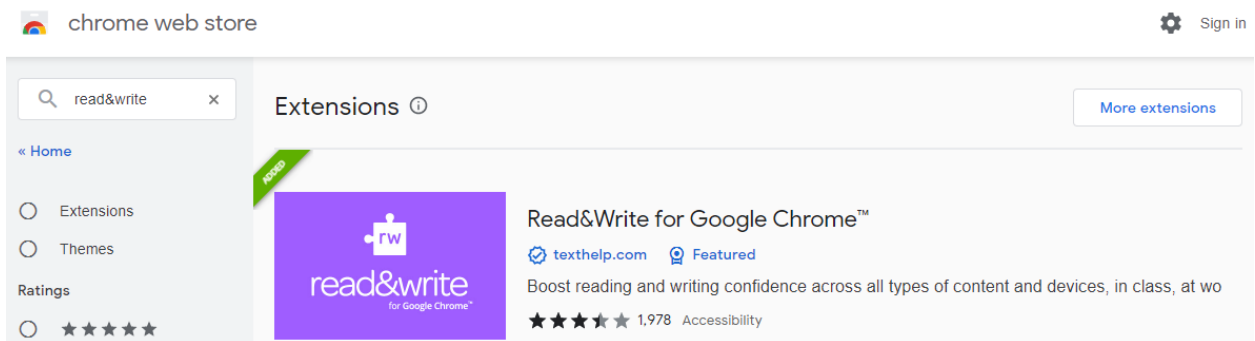 chrome web store
Sign in
read&write
×
Extensions
More extensions
« Home
Extensions
Themes
Ratings
ADDED
rw
read&write
for Google Chrome™
Read&Write for Google Chrome™
texthelp.com Featured
Boost reading and writing confidence across all types of content and devices, in class, at wo
1,978 Accessibility